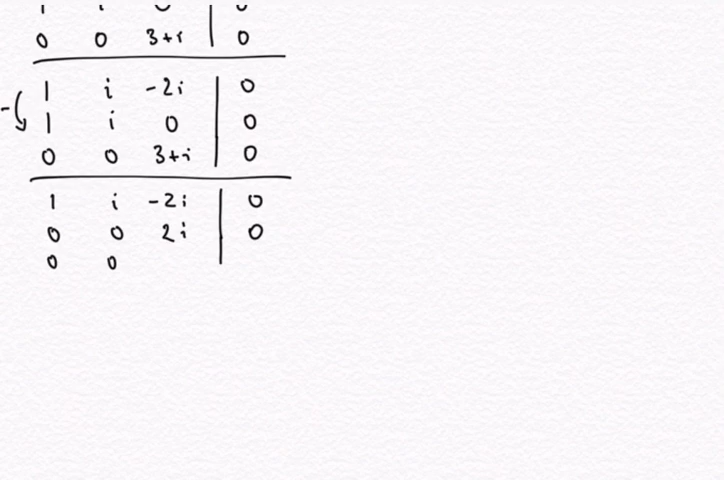 0 0 3+i | 0
1 i -2i | 0
- 1 i 0 | 0
0 0 3+i | 0
1 i -2i | 0
0 0 2i | 0
0 0 |